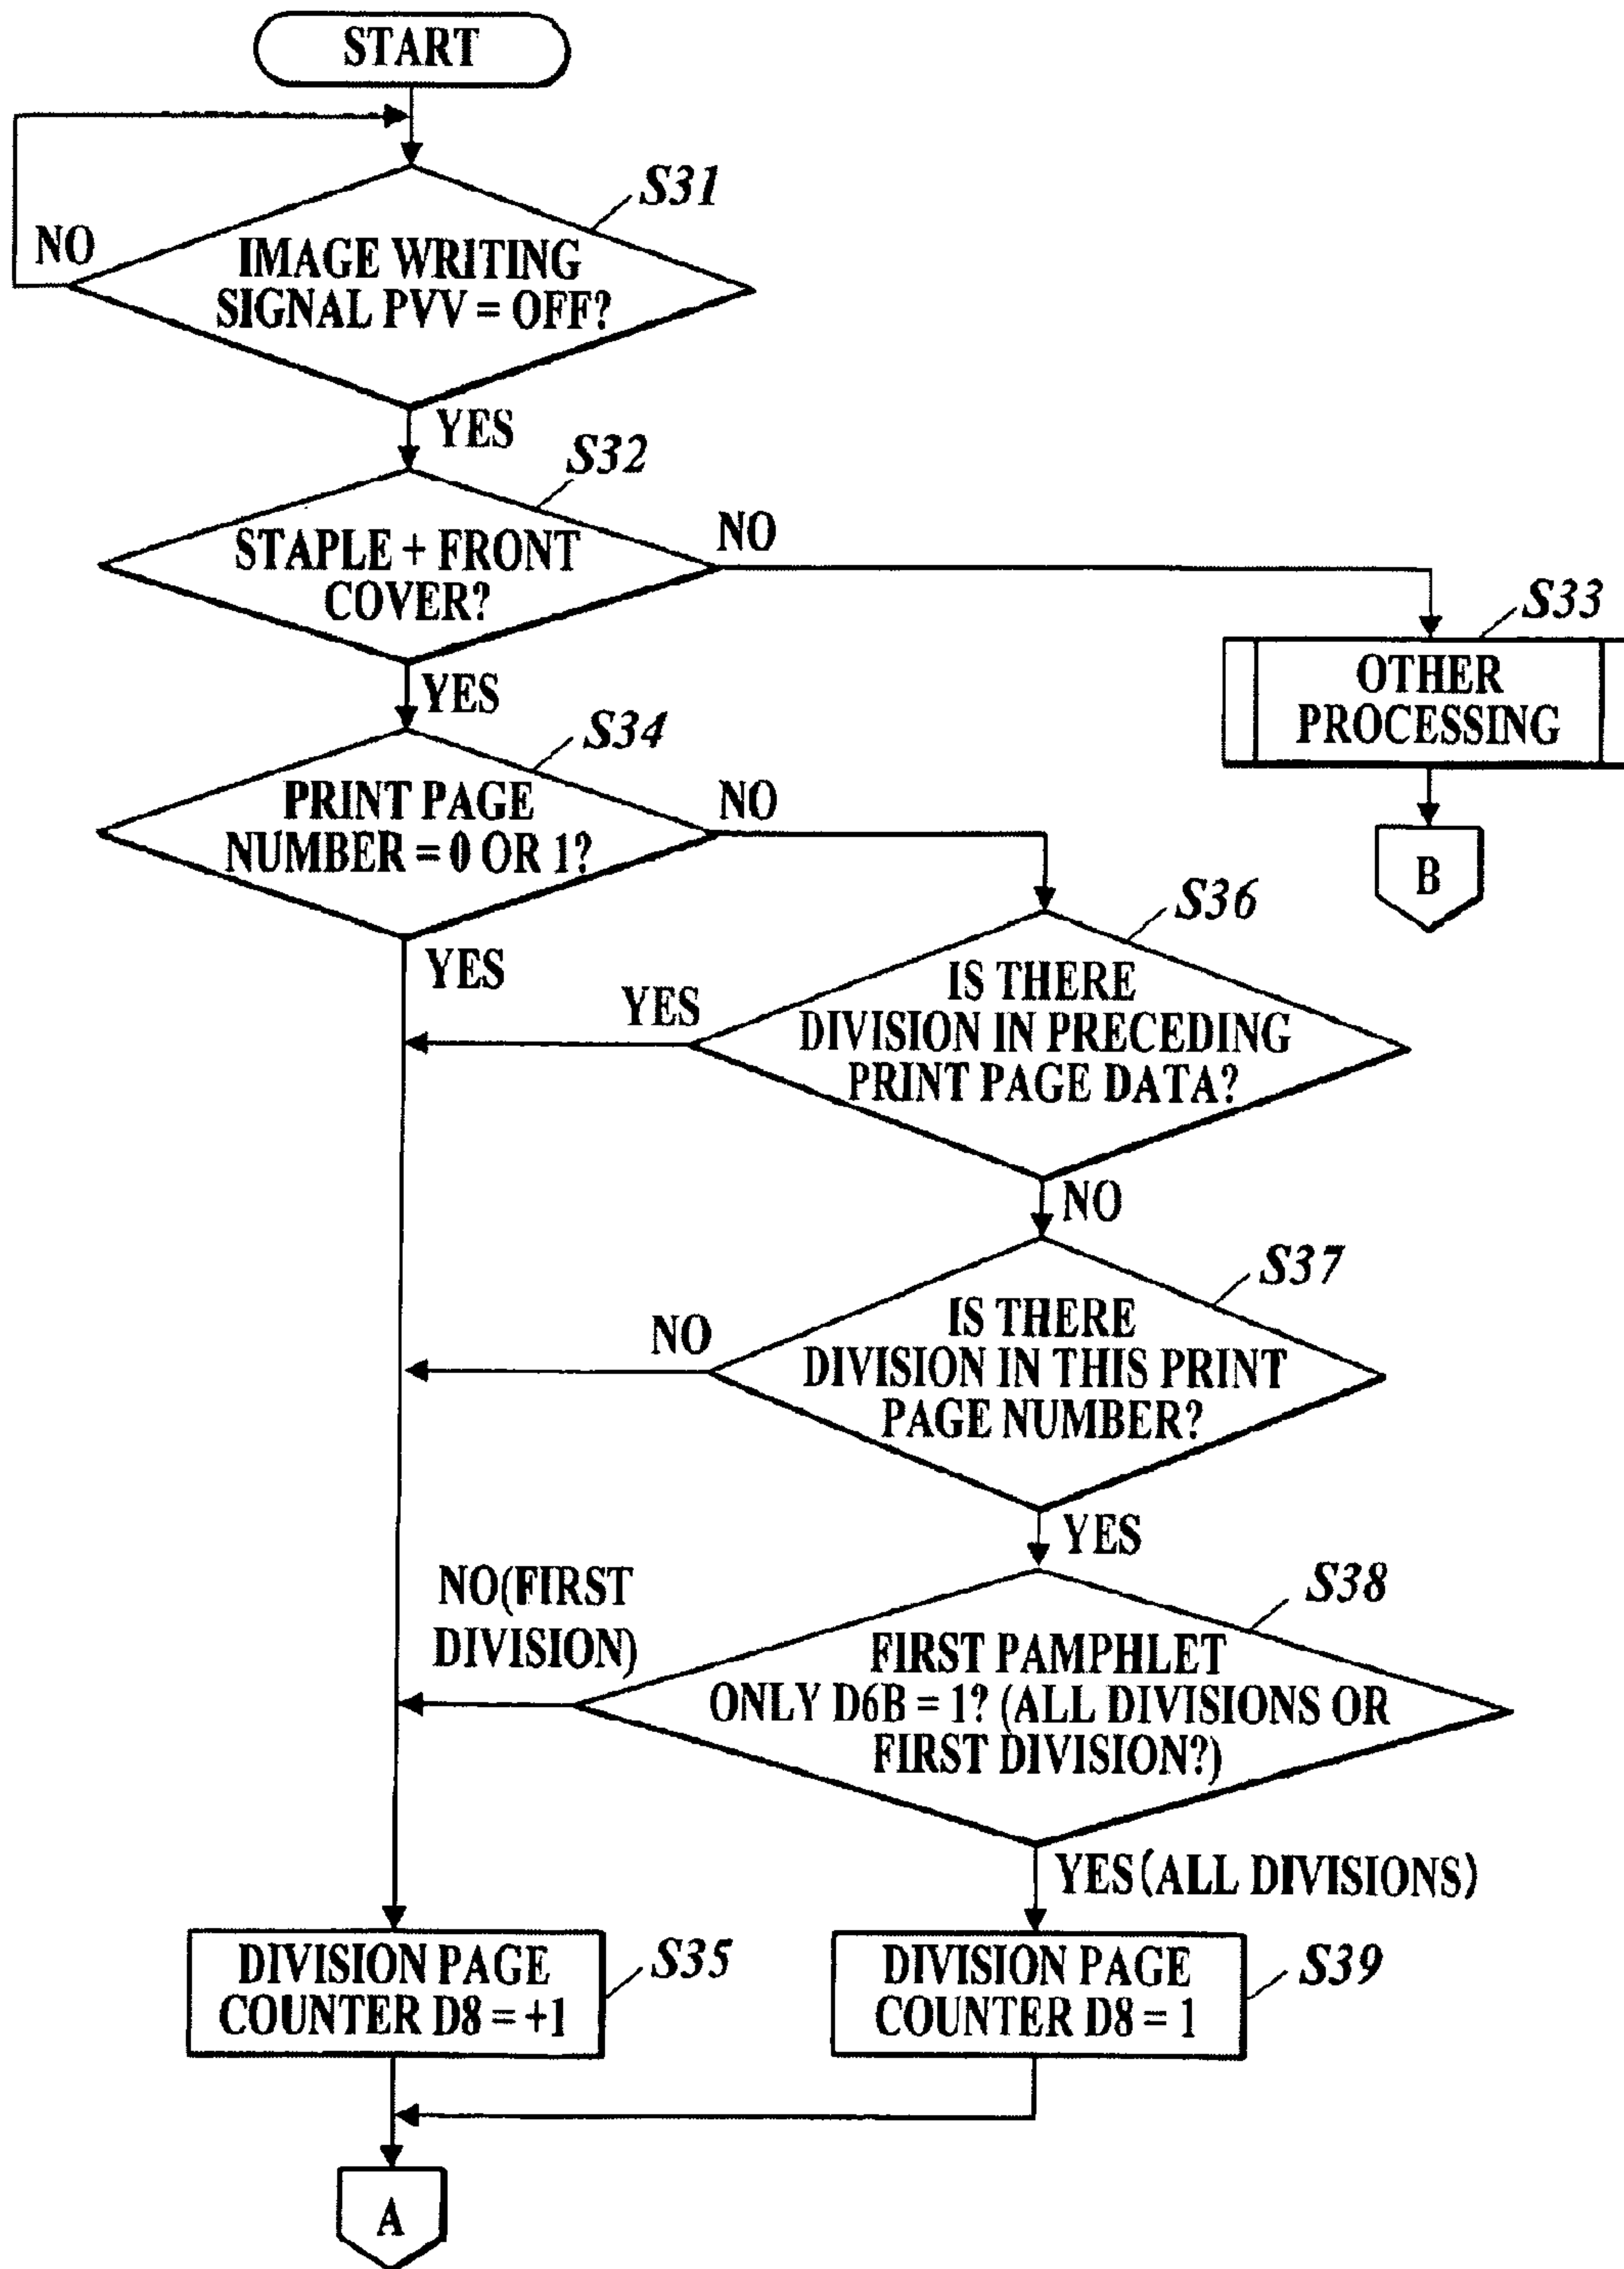 START
S31
NO
IMAGE WRITING
SIGNAL PVV = OFF?
YES
S32
STAPLE + FRONT
COVER?
NO
S33
OTHER
PROCESSING
B
YES
S34
PRINT PAGE
NUMBER = 0 OR 1?
NO
YES
S36
IS THERE
DIVISION IN PRECEDING
PRINT PAGE DATA?
YES
NO
S37
IS THERE
DIVISION IN THIS PRINT
PAGE NUMBER?
NO
YES
S38
NO(FIRST
DIVISION)
FIRST PAMPHLET
ONLY D6B = 1? (ALL DIVISIONS OR
FIRST DIVISION?)
YES(ALL DIVISIONS)
DIVISION PAGE
COUNTER D8 = +1
S35
DIVISION PAGE
COUNTER D8 = 1
S39
A